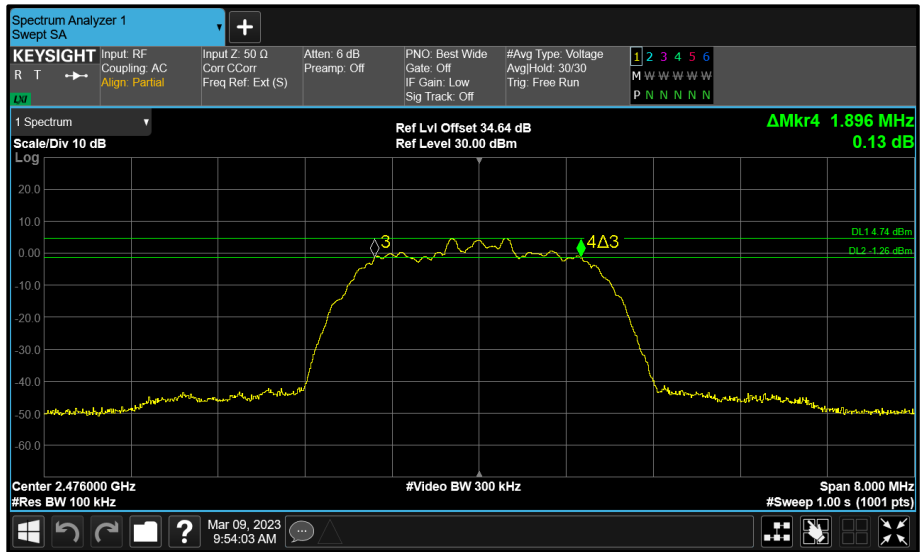 Spectrum Analyzer 1
Swept SA
KEYSIGHT
R T
LXI
Input: RF
Coupling: AC
Align: Partial
Input Z: 50 Ω
Corr CCorr
Freq Ref: Ext (S)
Atten: 6 dB
Preamp: Off
PNO: Best Wide
Gate: Off
IF Gain: Low
Sig Track: Off
#Avg Type: Voltage
Avg|Hold: 30/30
Trig: Free Run
1 2 3 4 5 6
M W W W W W
P N N N N N
1 Spectrum
Scale/Div 10 dB
Ref Lvl Offset 34.64 dB
Ref Level 30.00 dBm
ΔMkr4 1.896 MHz
0.13 dB
Log
20.0
10.0
0.00
-10.0
-20.0
-30.0
-40.0
-50.0
-60.0
3
4Δ3
DL1 4.74 dBm
DL2 -1.26 dBm
Center 2.476000 GHz
#Video BW 300 kHz
Span 8.000 MHz
#Res BW 100 kHz
#Sweep 1.00 s (1001 pts)
?
Mar 09, 2023
9:54:03 AM